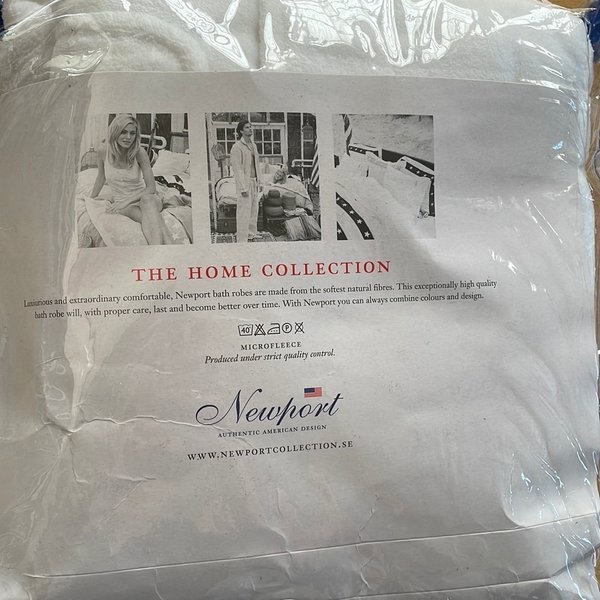 THE HOME COLLECTION
Luxurious and extraordinary comfortable, Newport bath robes are made from the softest natural fibres. This exceptionally high quality
bath robe will, with proper care, last and become better over time. With Newport you can always combine colours and design.
40
MICROFLEECE
Produced under strict quality control.
Newport
AUTHENTIC AMERICAN DESIGN
WWW.NEWPORTCOLLECTION.SE